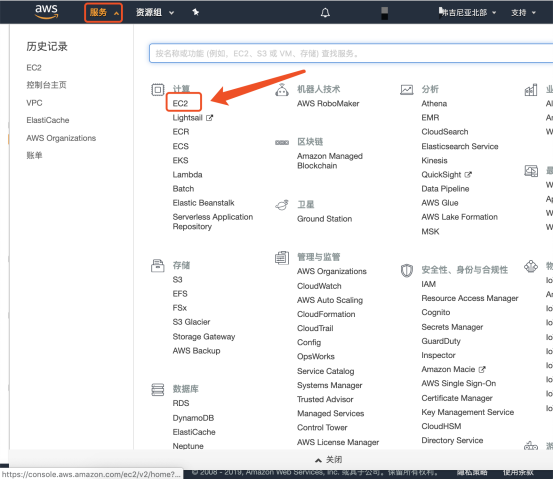 aws
服务
资源组
弗吉尼亚北部
支持
历史记录
EC2
控制台主页
VPC
ElastiCache
AWS Organizations
账单
按名称或功能 (例如，EC2、S3 或 VM、存储) 查找服务。
计算
EC2
Lightsail
ECR
ECS
EKS
Lambda
Batch
Elastic Beanstalk
Serverless Application
Repository
存储
S3
EFS
FSx
S3 Glacier
Storage Gateway
AWS Backup
数据库
RDS
DynamoDB
ElastiCache
Neptune
机器人技术
AWS RoboMaker
区块链
Amazon Managed
Blockchain
卫星
Ground Station
管理与监管
AWS Organizations
CloudWatch
AWS Auto Scaling
CloudFormation
CloudTrail
Config
OpsWorks
Service Catalog
Systems Manager
Trusted Advisor
Managed Services
Control Tower
AWS License Manager
分析
Athena
EMR
CloudSearch
Elasticsearch Service
Kinesis
QuickSight
Data Pipeline
AWS Glue
AWS Lake Formation
MSK
安全性、身份与合规性
IAM
Resource Access Manager
Cognito
Secrets Manager
GuardDuty
Inspector
Amazon Macie
AWS Single Sign-On
Certificate Manager
Key Management Service
CloudHSM
Directory Service
关闭
https://console.aws.amazon.com/ec2/v2/home?...
© 2008 - 2019, Amazon Web Services, Inc. 或其子公司。保留所有权利。
隐私策略
使用条款